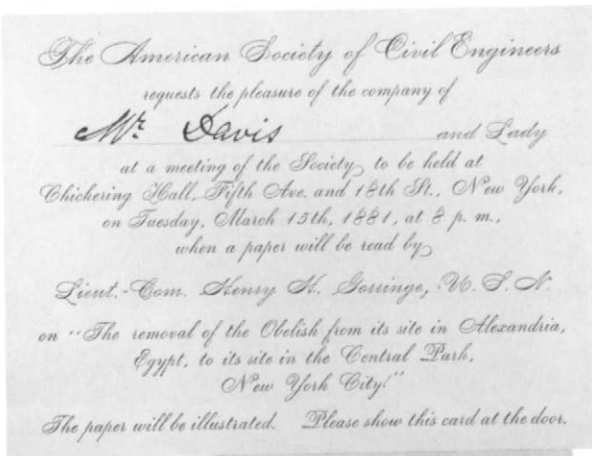 The American Society of Civil Engineers
requests the pleasure of the company of
Mr. Davis and Lady
at a meeting of the Society, to be held at
Chickering Hall, Fifth Ave. and 18th St., New York,
on Tuesday, March 15th, 1881, at 8 p. m.,
when a paper will be read by
Lieut.-Com. Henry H. Gorringe, U. S. N.
on "The removal of the Obelisk from its site in Alexandria,
Egypt, to its site in the Central Park,
New York City."
The paper will be illustrated. Please show this card at the door.